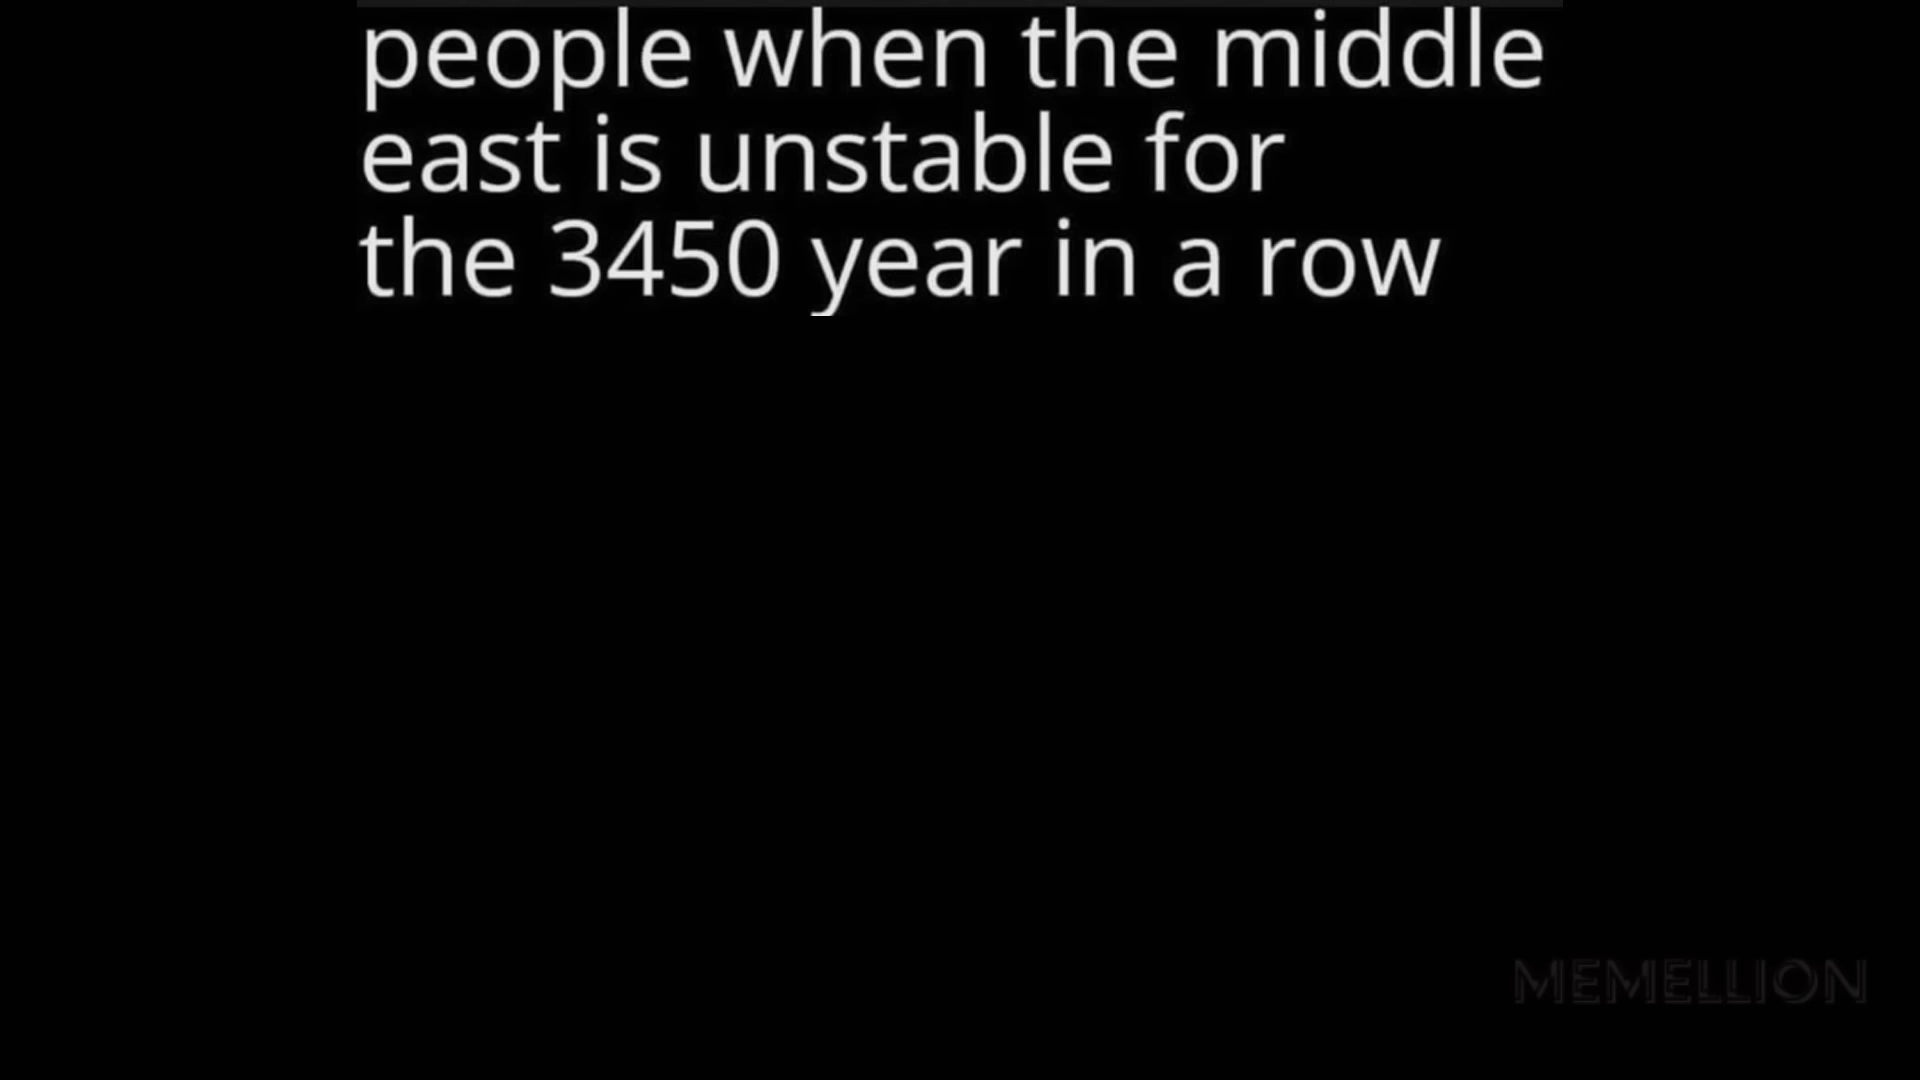 people when the middle
east is unstable for
the 3450 year in a row
MEMELLION